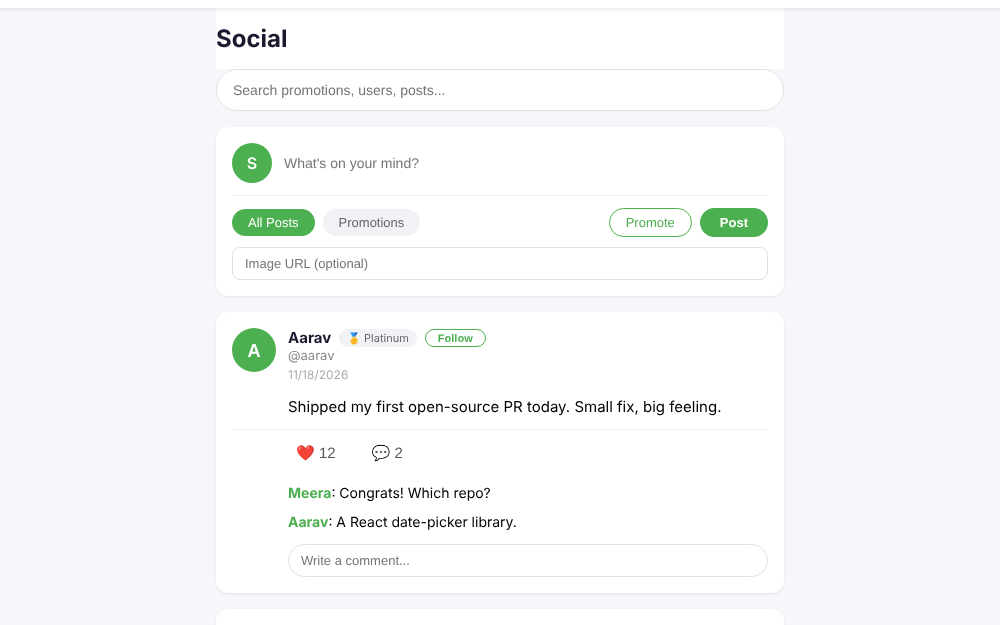 Social
Search promotions, users, posts...
S
What's on your mind?
All Posts Promotions Promote Post
Image URL (optional)
A
Aarav 🏅 Platinum Follow
@aarav
11/18/2026
Shipped my first open-source PR today. Small fix, big feeling.
❤️ 12 💬 2
Meera: Congrats! Which repo?
Aarav: A React date-picker library.
Write a comment...